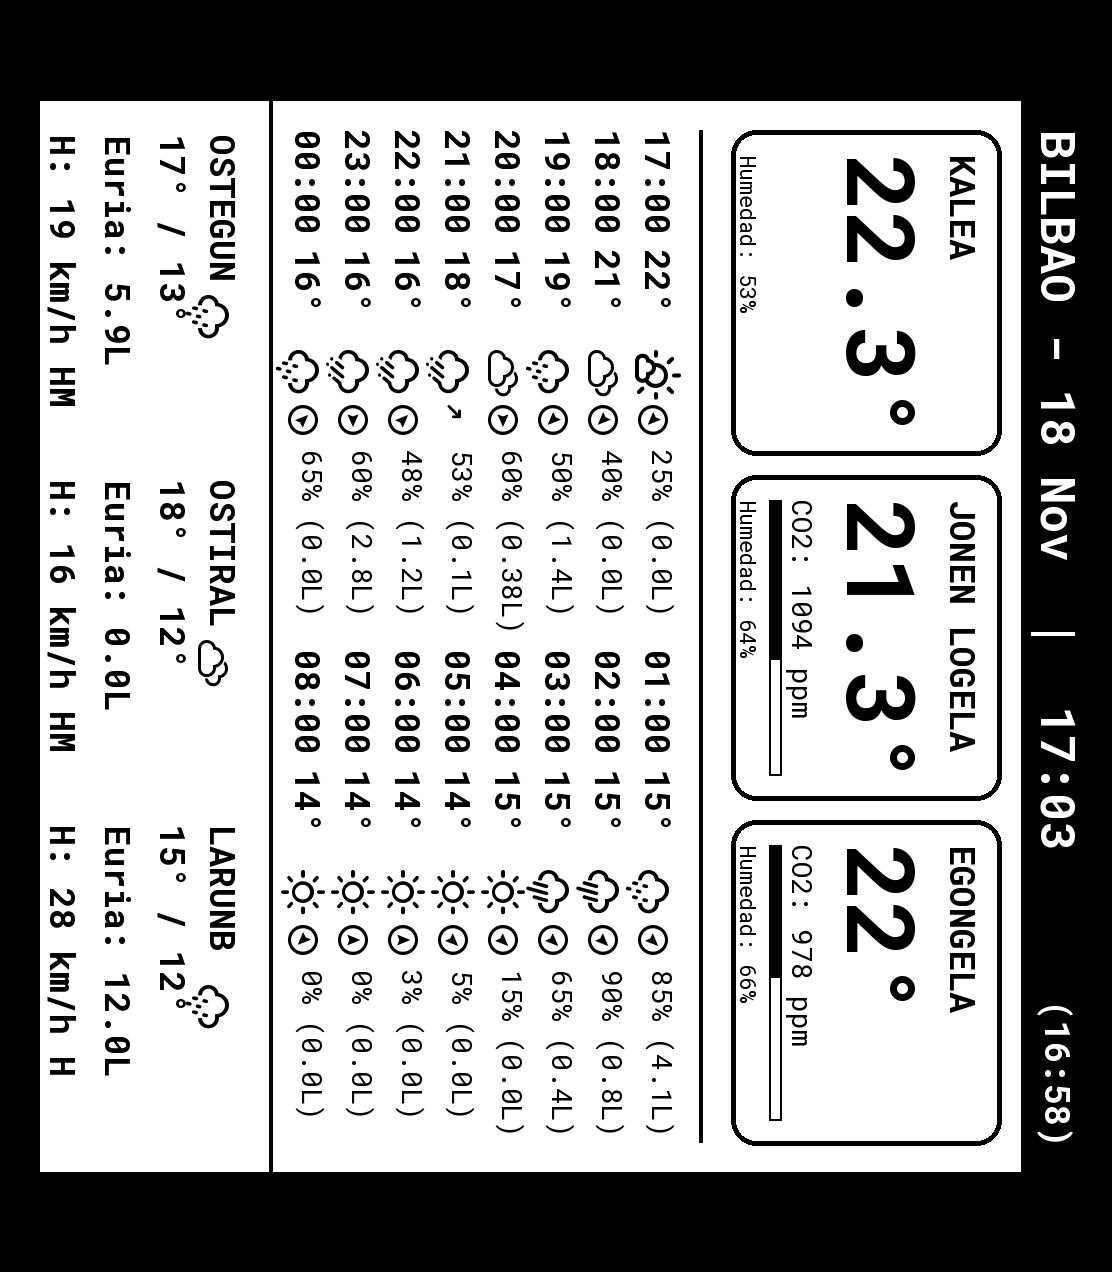 BILBAO - 18 Nov | 17:03 (16:58)
KALEA
22.3°
Humedad: 53%
JONEN LOGELA
21.3°
CO2: 1094 ppm
Humedad: 64%
EGONGELA
22°
CO2: 978 ppm
Humedad: 66%
17:00 22° 25% (0.0L)
18:00 21° 40% (0.0L)
19:00 19° 50% (1.4L)
20:00 17° 60% (0.38L)
21:00 18° 53% (0.1L)
22:00 16° 48% (1.2L)
23:00 16° 60% (2.8L)
00:00 16° 65% (0.0L)
01:00 15° 85% (4.1L)
02:00 15° 90% (0.8L)
03:00 15° 65% (0.4L)
04:00 15° 15% (0.0L)
05:00 14° 5% (0.0L)
06:00 14° 3% (0.0L)
07:00 14° 0% (0.0L)
08:00 14° 0% (0.0L)
OSTEGUN
17° / 13°
Euria: 5.9L
H: 19 km/h HM
OSTIRAL
18° / 12°
Euria: 0.0L
H: 16 km/h HM
LARUNB
15° / 12°
Euria: 12.0L
H: 28 km/h H